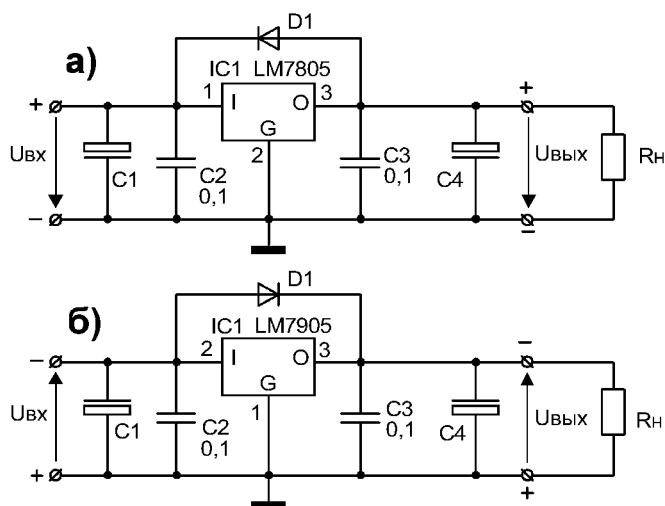 D1
а)
IC1 LM7805
+ 1 I O 3 +
G
Uвх 2 Uвых Rн
C1 C2 C3 C4
0,1 0,1
– –
D1
б)
IC1 LM7905
– 2 I O 3 –
G
Uвх 1 Uвых Rн
C1 C2 C3 C4
0,1 0,1
+ +